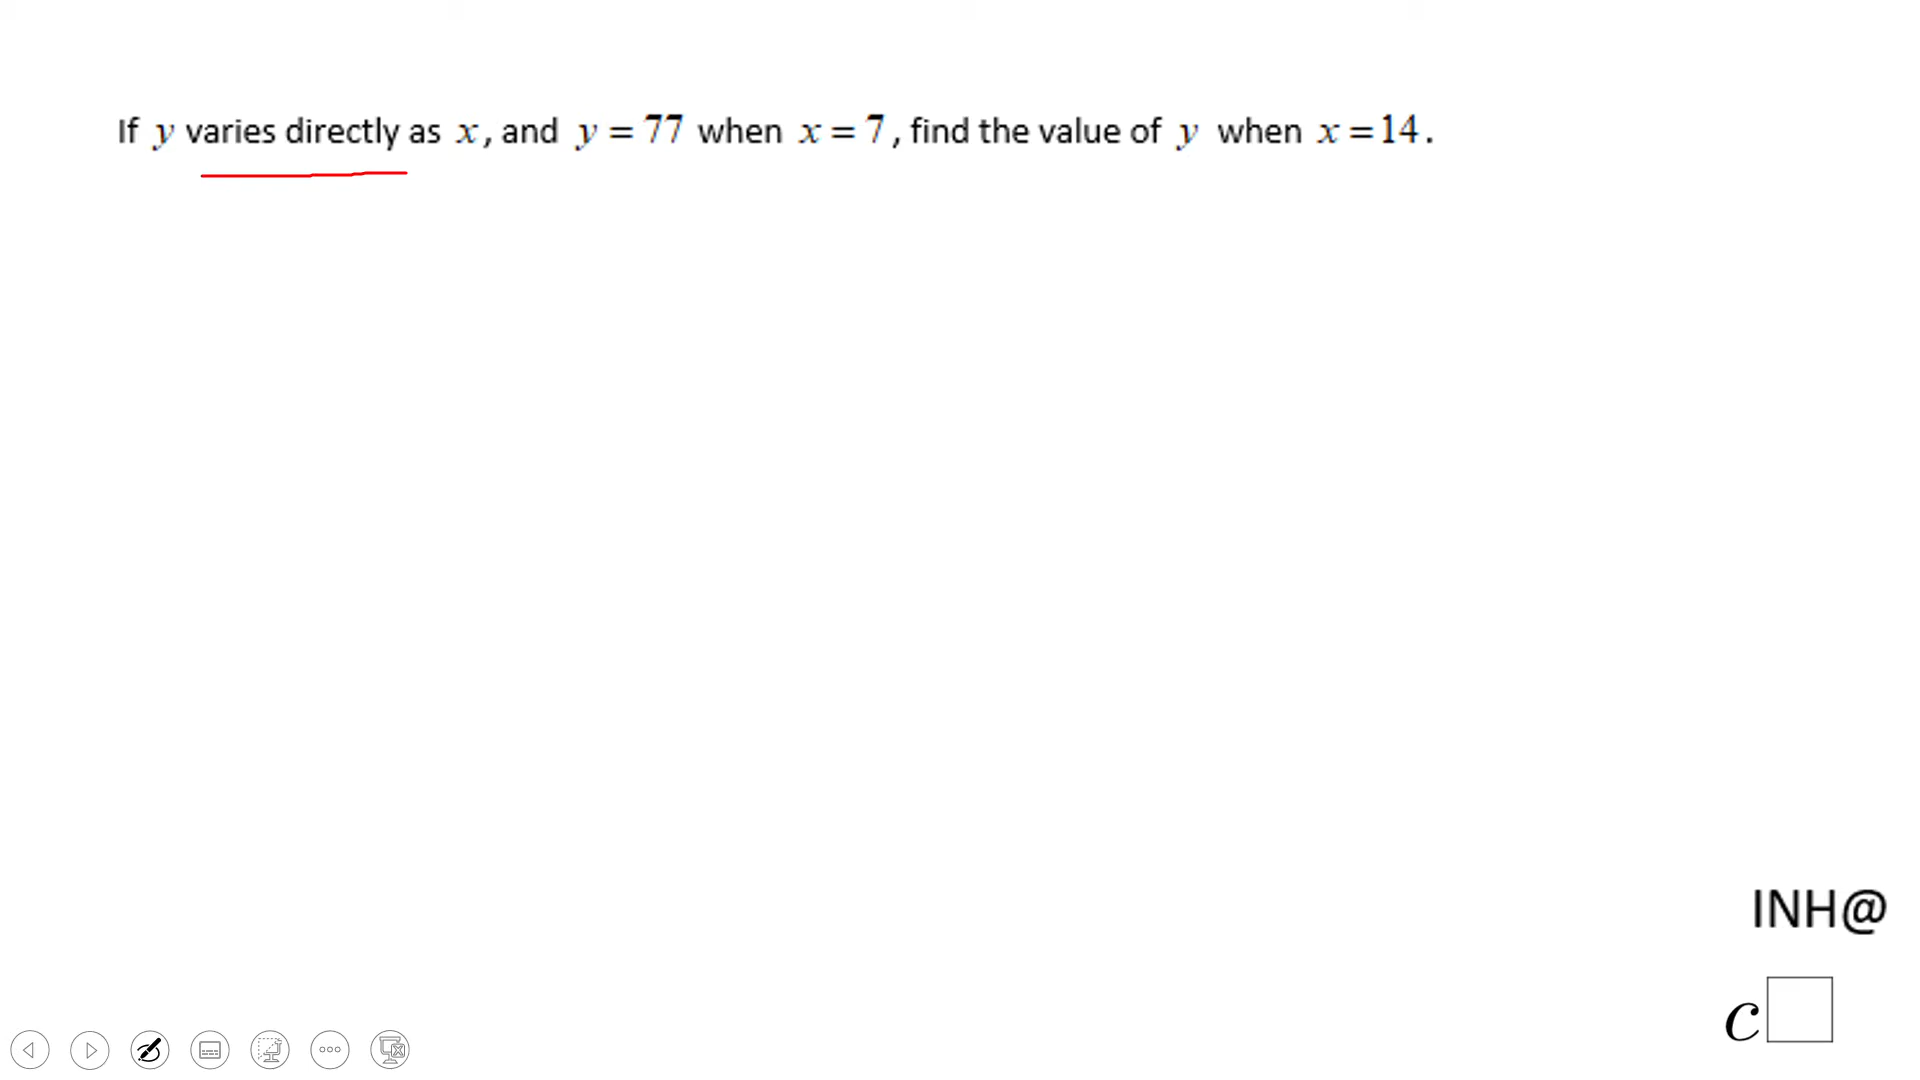 If y varies directly as x, and y = 77 when x = 7, find the value of y when x = 14.
INH@
c